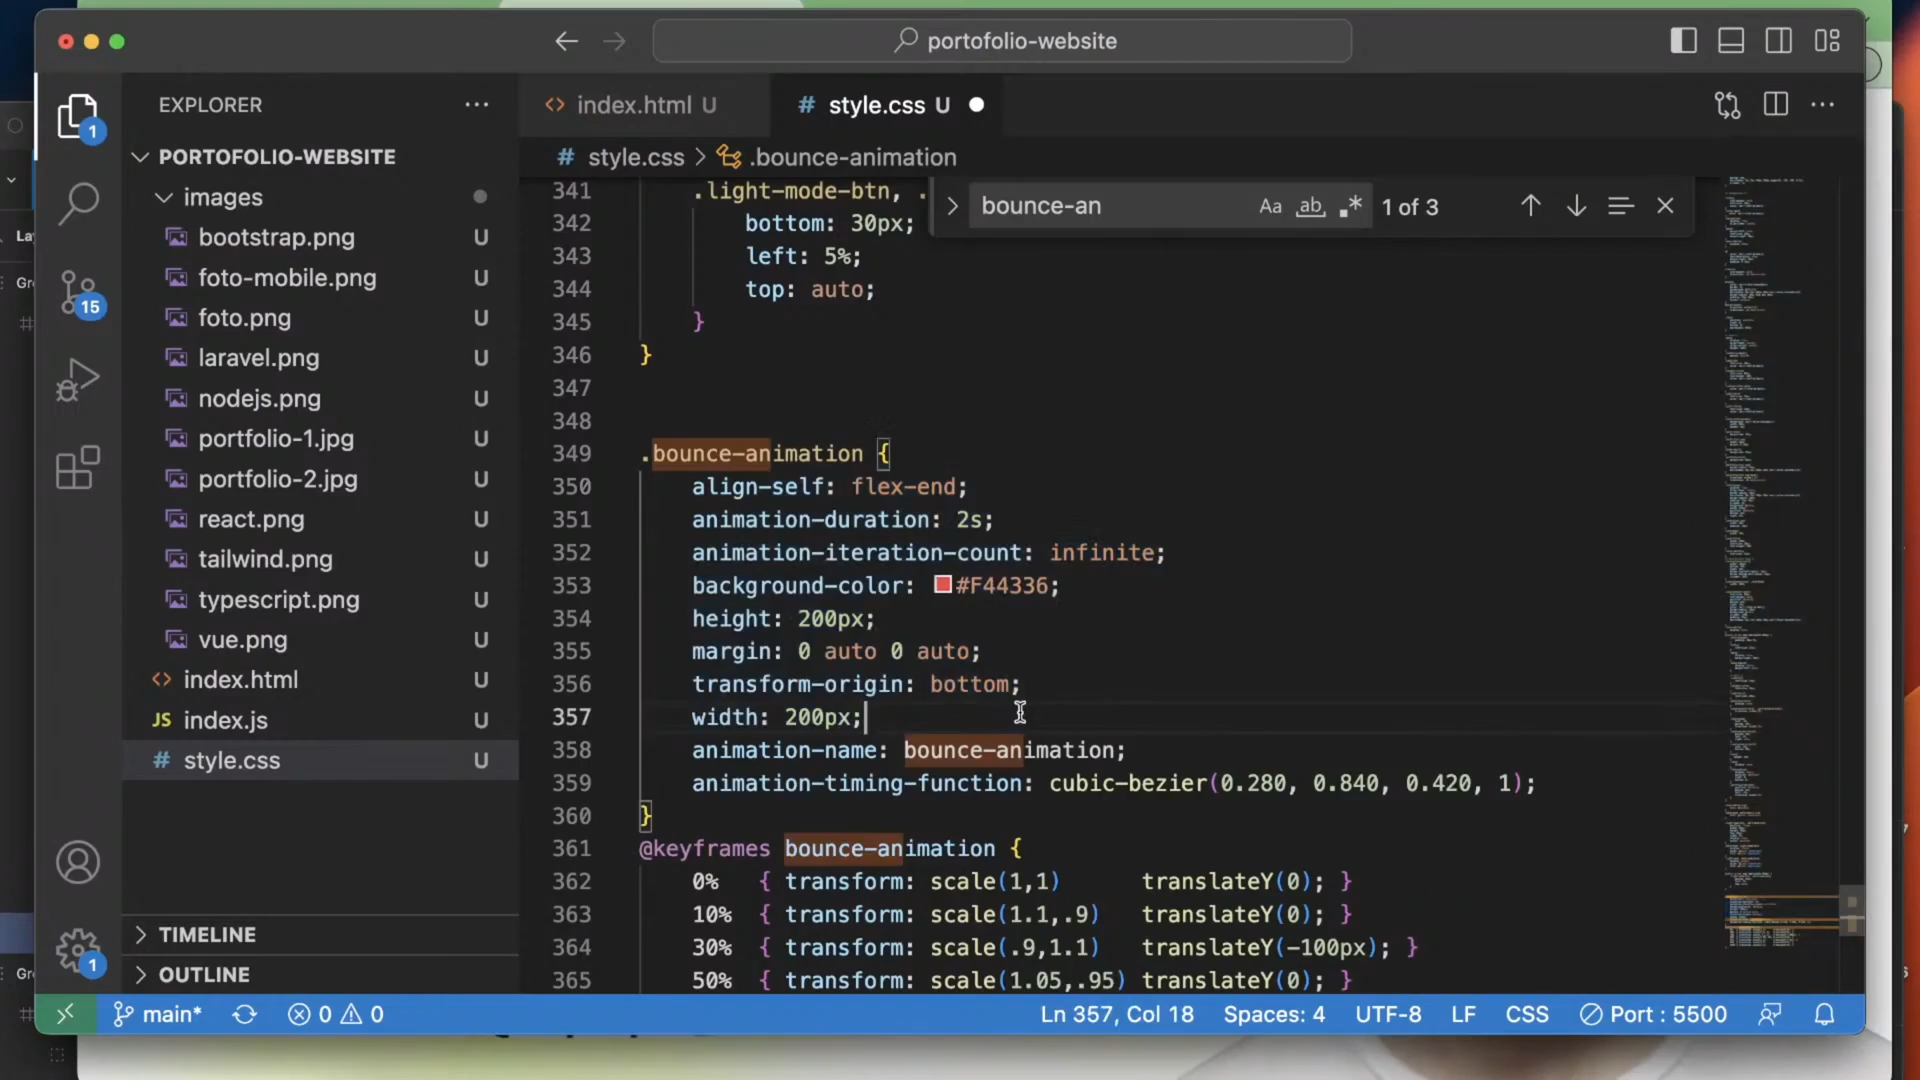 portofolio-website
EXPLORER
index.html U
style.css U
PORTOFOLIO-WEBSITE
style.css > .bounce-animation
images
bootstrap.png U
foto-mobile.png U
foto.png U
laravel.png U
nodejs.png U
portfolio-1.jpg U
portfolio-2.jpg U
react.png U
tailwind.png U
typescript.png U
vue.png U
index.html U
JS index.js U
style.css U
TIMELINE
OUTLINE
1
15
1
bounce-an Aa ab 1 of 3
341 .light-mode-btn, .
342 bottom: 30px;
343 left: 5%;
344 top: auto;
345 }
346 }
347
348
349 .bounce-animation {
350 align-self: flex-end;
351 animation-duration: 2s;
352 animation-iteration-count: infinite;
353 background-color: #F44336;
354 height: 200px;
355 margin: 0 auto 0 auto;
356 transform-origin: bottom;
357 width: 200px;
358 animation-name: bounce-animation;
359 animation-timing-function: cubic-bezier(0.280, 0.840, 0.420, 1);
360 }
361 @keyframes bounce-animation {
362 0% { transform: scale(1,1) translateY(0); }
363 10% { transform: scale(1.1,.9) translateY(0); }
364 30% { transform: scale(.9,1.1) translateY(-100px); }
365 50% { transform: scale(1.05,.95) translateY(0); }
main* 0 0 Ln 357, Col 18 Spaces: 4 UTF-8 LF CSS Port : 5500